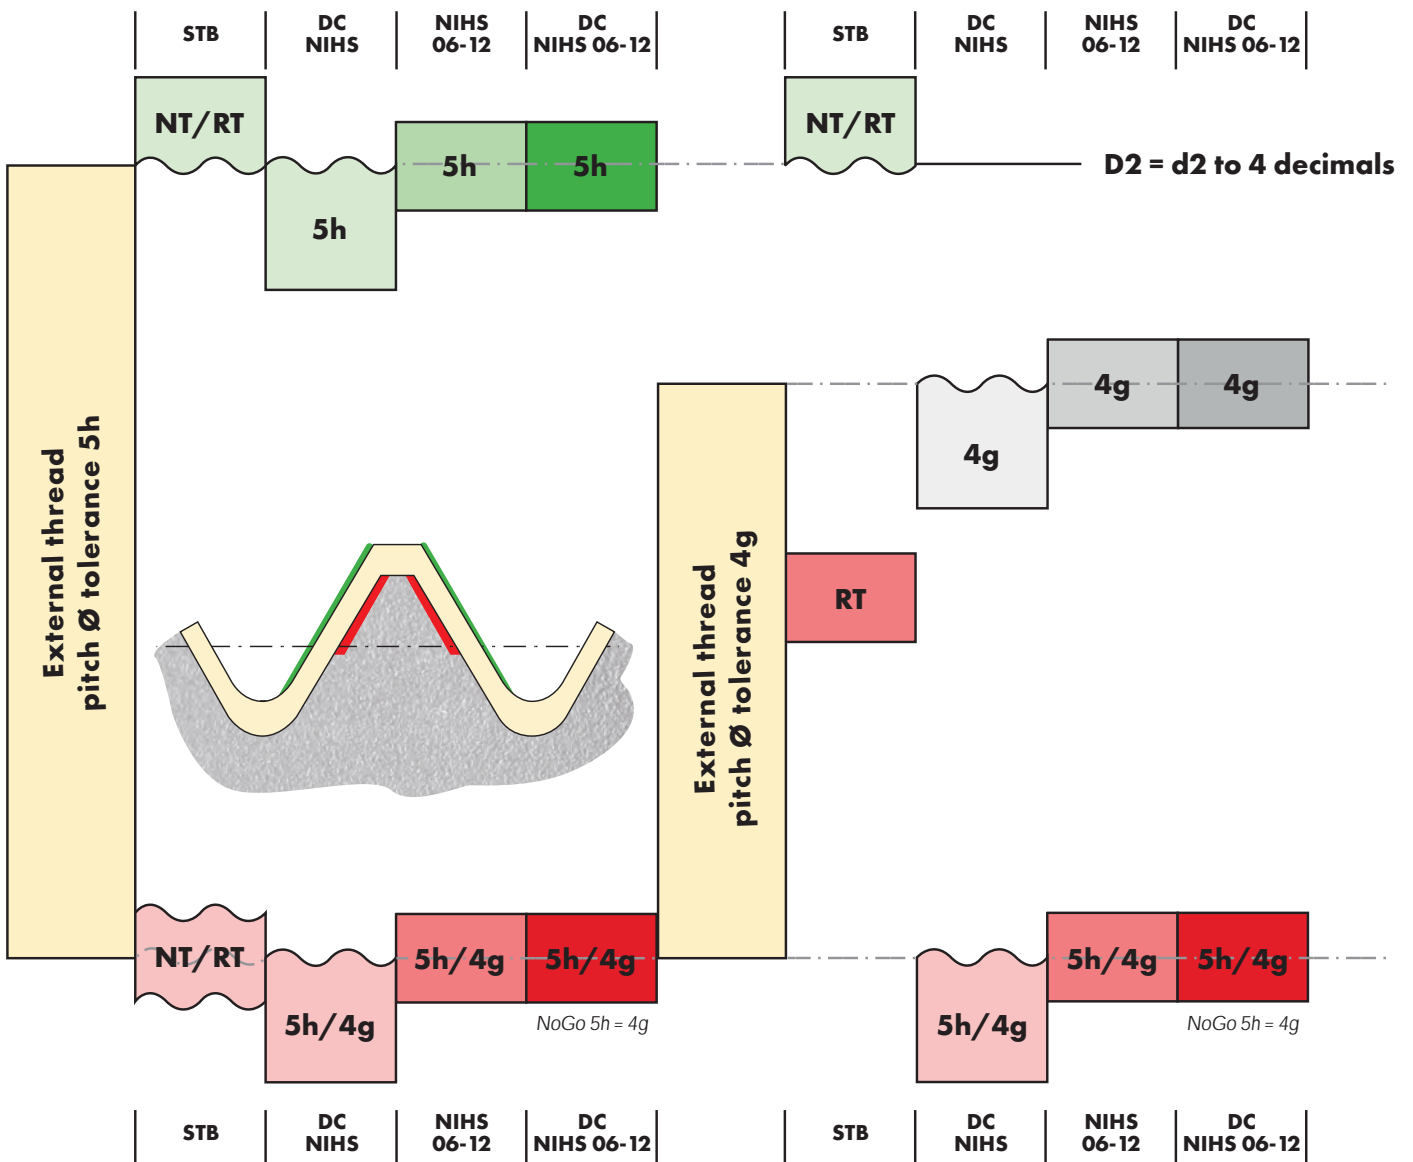 STB
DC
NIHS
NIHS
06-12
DC
NIHS 06-12
STB
DC
NIHS
NIHS
06-12
DC
NIHS 06-12
NT/RT
5h
5h
5h
NT/RT
D2 = d2 to 4 decimals
External thread
pitch Ø tolerance 5h
4g
4g
4g
External thread
pitch Ø tolerance 4g
RT
NT/RT
5h/4g
5h/4g
5h/4g
NoGo 5h = 4g
5h/4g
5h/4g
5h/4g
NoGo 5h = 4g
STB
DC
NIHS
NIHS
06-12
DC
NIHS 06-12
STB
DC
NIHS
NIHS
06-12
DC
NIHS 06-12